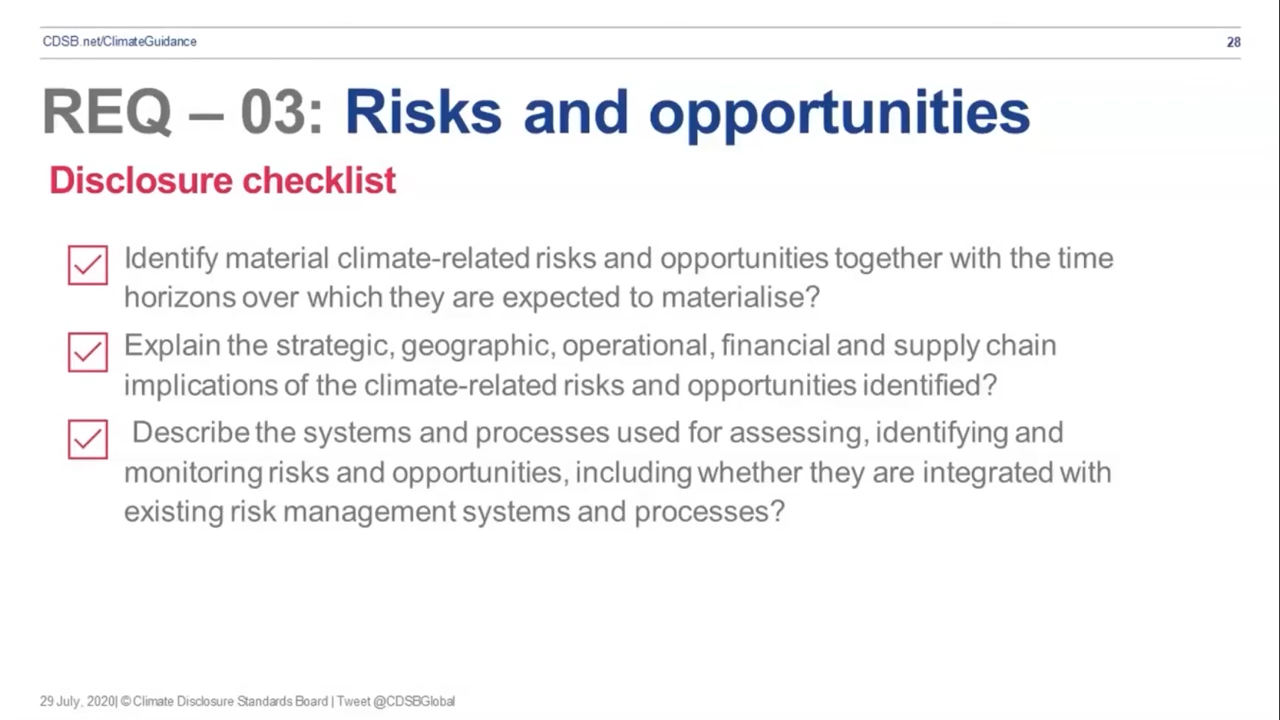 CDSB.net/ClimateGuidance
28
REQ – 03: Risks and opportunities
Disclosure checklist
Identify material climate-related risks and opportunities together with the time
horizons over which they are expected to materialise?
Explain the strategic, geographic, operational, financial and supply chain
implications of the climate-related risks and opportunities identified?
Describe the systems and processes used for assessing, identifying and
monitoring risks and opportunities, including whether they are integrated with
existing risk management systems and processes?
29 July, 2020| © Climate Disclosure Standards Board | Tweet @CDSBGlobal